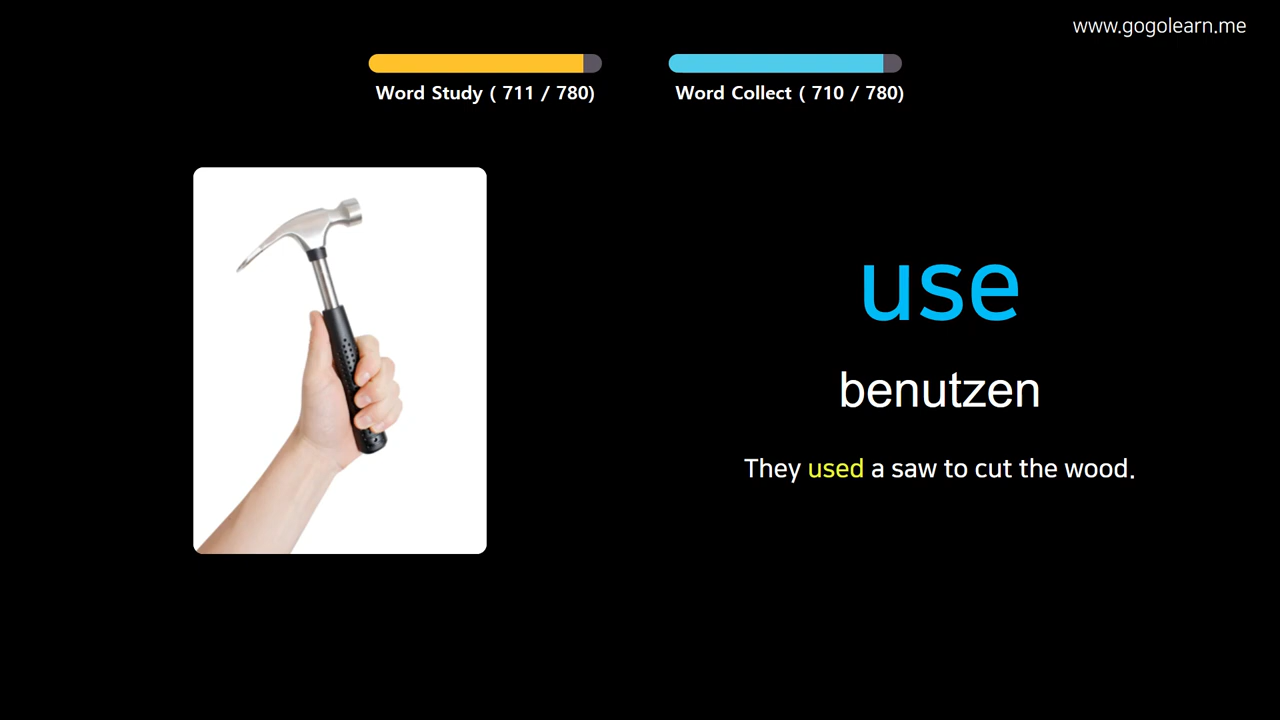 www.gogolearn.me
Word Study ( 711 / 780)
Word Collect ( 710 / 780)
use
benutzen
They used a saw to cut the wood.